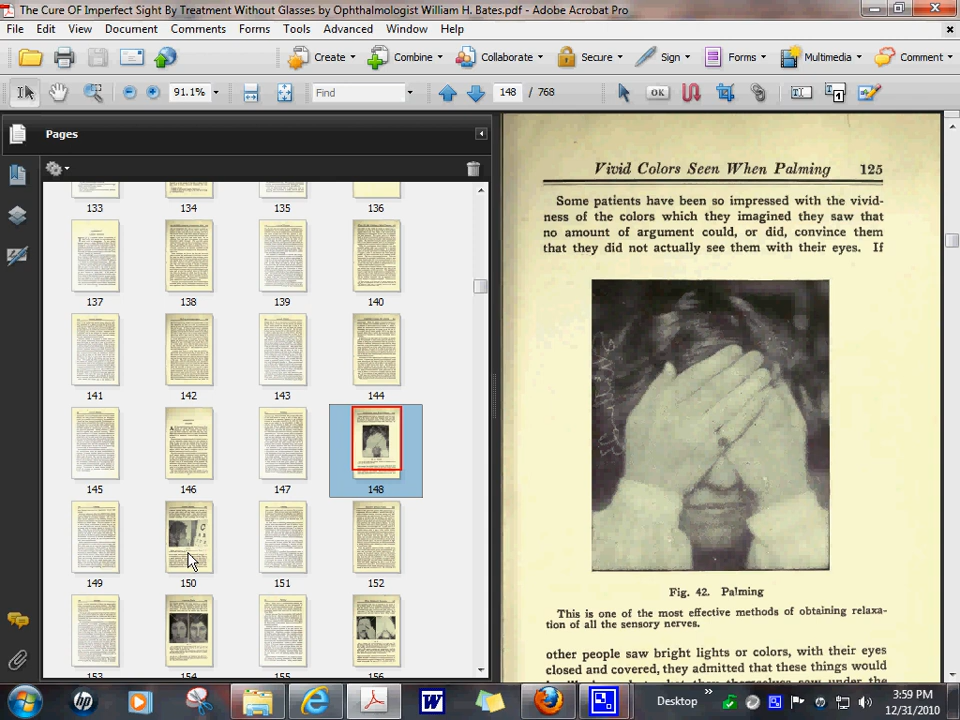 The Cure OF Imperfect Sight By Treatment Without Glasses by Ophthalmologist William H. Bates.pdf - Adobe Acrobat Pro
File Edit View Document Comments Forms Tools Advanced Window Help
Create Combine Collaborate Secure Sign Forms Multimedia Comment
91.1% Find 148 / 768 OK
Pages
133 134 135 136
137 138 139 140
141 142 143 144
145 146 147 148
149 150 151 152
153 154 155 156
Vivid Colors Seen When Palming 125
Some patients have been so impressed with the vivid-
ness of the colors which they imagined they saw that
no amount of argument could, or did, convince them
that they did not actually see them with their eyes. If
Fig. 42. Palming
This is one of the most effective methods of obtaining relaxa-
tion of all the sensory nerves.
other people saw bright lights or colors, with their eyes
closed and covered, they admitted that these things would
Desktop
3:59 PM
12/31/2010